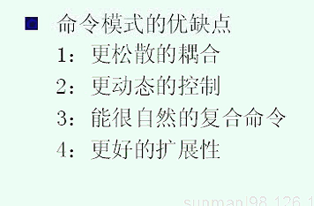 命令模式的优缺点
1：更松散的耦合
2：更动态的控制
3：能很自然的复合命令
4：更好的扩展性